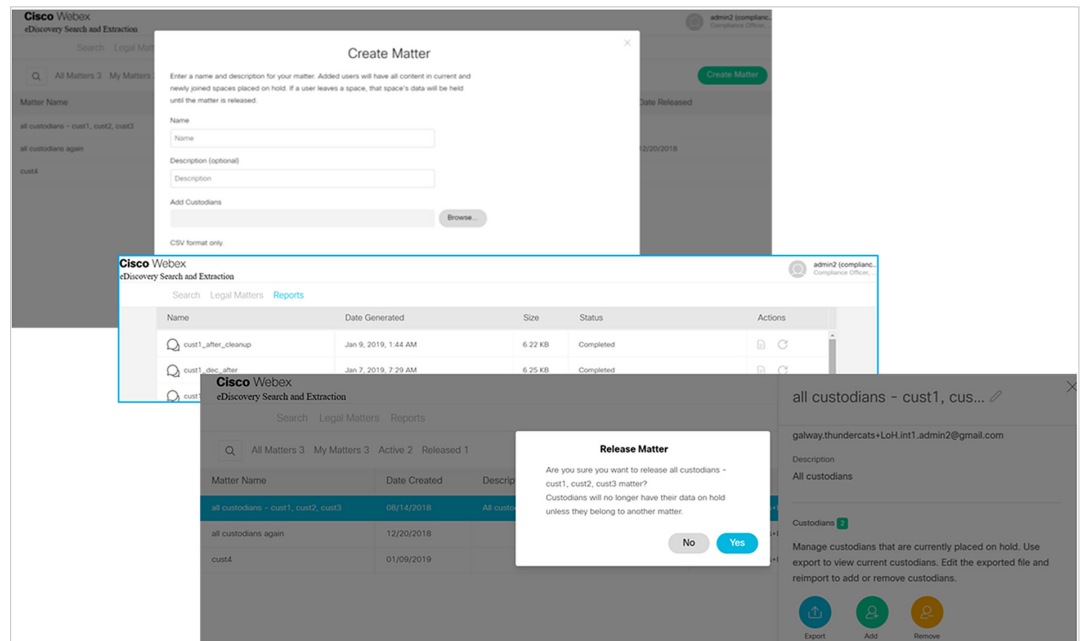 Cisco Webex
eDiscovery Search and Extraction
admin2 (complianc...
Compliance Officer, ...
Search Legal Mat
All Matters 3 My Matters
Create Matter
Matter Name
Date Released
all custodians - cust1, cust2, cust3
all custodians again
12/20/2018
cust4
Create Matter
Enter a name and description for your matter. Added users will have all content in current and
newly joined spaces placed on hold. If a user leaves a space, that space's data will be held
until the matter is released.
Name
Name
Description (optional)
Description
Add Custodians
Browse...
CSV format only.
Cisco Webex
eDiscovery Search and Extraction
admin2 (complianc...
Compliance Officer, ...
Search Legal Matters Reports
Name Date Generated Size Status Actions
cust1_after_cleanup Jan 9, 2019, 1:44 AM 6.22 KB Completed
cust1_dec_after Jan 7, 2019, 7:29 AM 6.25 KB Completed
cust
Cisco Webex
eDiscovery Search and Extraction
Search Legal Matters Reports
All Matters 3 My Matters 3 Active 2 Released 1
Matter Name Date Created Descrip
all custodians - cust1, cust2, cust3 08/14/2018 All custo
all custodians again 12/20/2018
cust4 01/09/2019
Release Matter
Are you sure you want to release all custodians -
cust1, cust2, cust3 matter?
Custodians will no longer have their data on hold
unless they belong to another matter.
No Yes
all custodians - cust1, cus...
galway.thundercats+LoH.int1.admin2@gmail.com
Description
All custodians
Custodians 2
Manage custodians that are currently placed on hold. Use
export to view current custodians. Edit the exported file and
reimport to add or remove custodians.
Export Add Remove